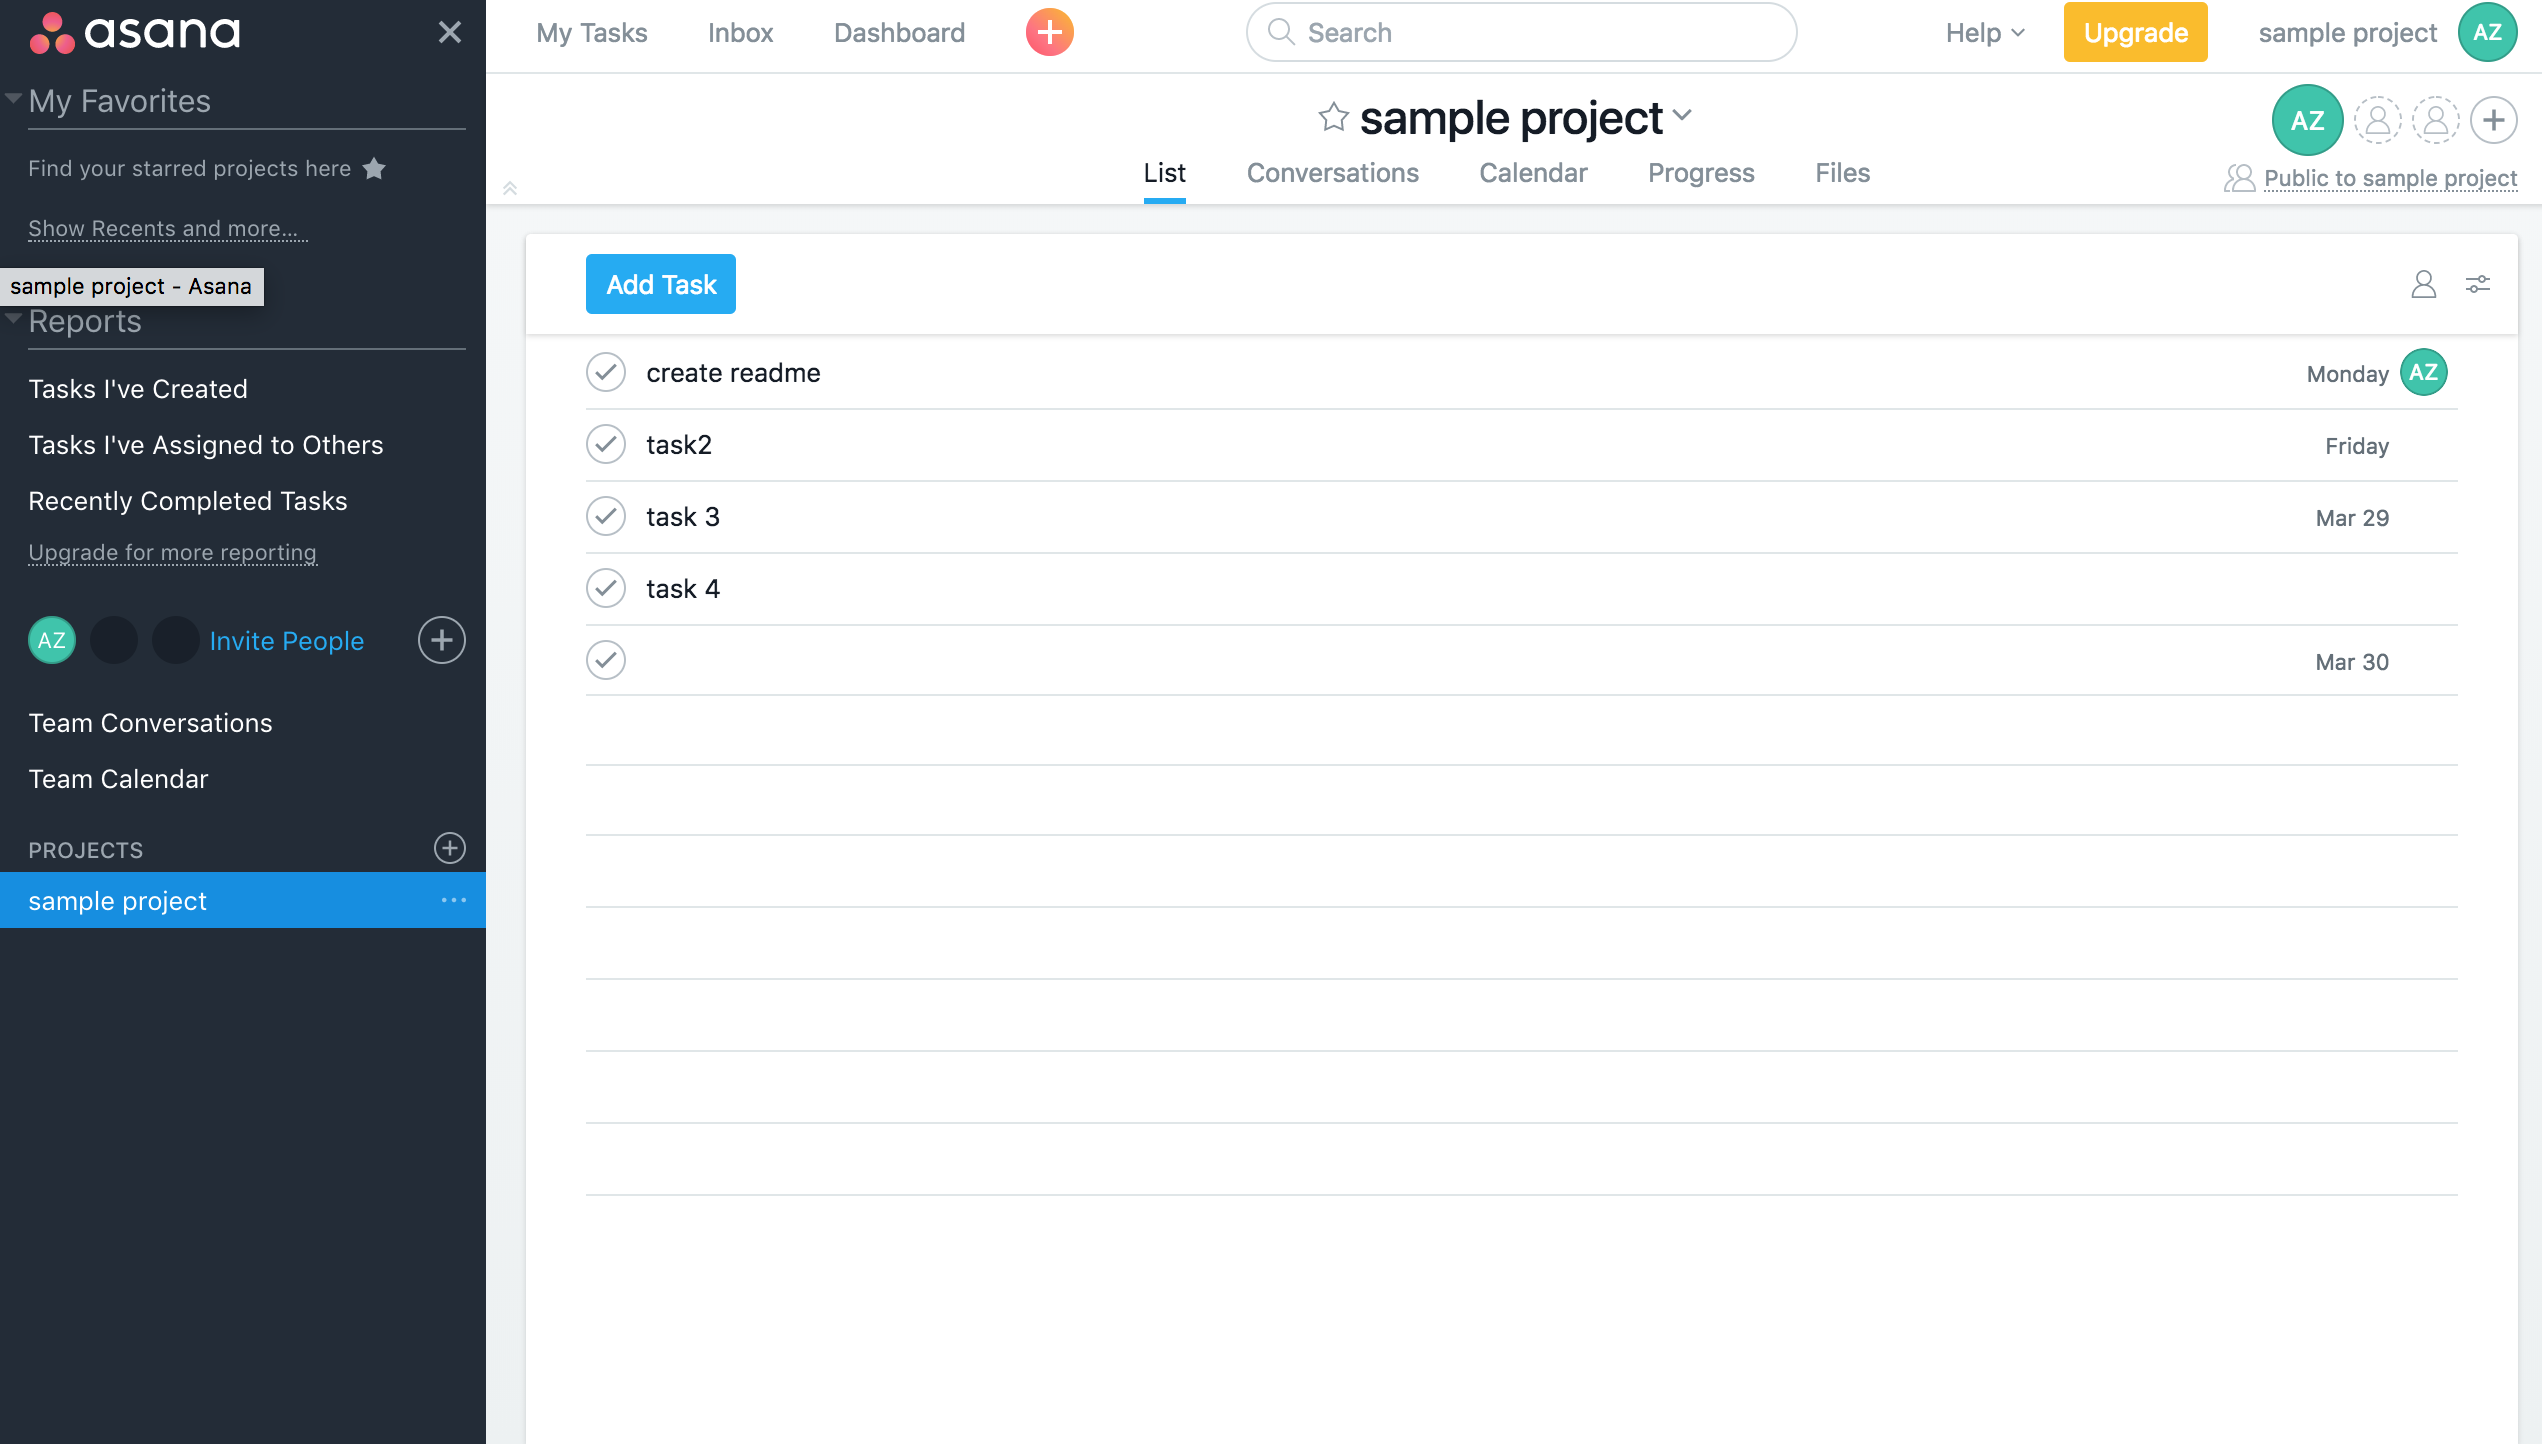 asana
My Favorites
Find your starred projects here
Show Recents and more...
sample project - Asana
Reports
Tasks I've Created
Tasks I've Assigned to Others
Recently Completed Tasks
Upgrade for more reporting
AZ Invite People
Team Conversations
Team Calendar
PROJECTS
sample project
My Tasks Inbox Dashboard Search Help Upgrade sample project AZ
sample project AZ
List Conversations Calendar Progress Files Public to sample project
Add Task
create readme Monday AZ
task2 Friday
task 3 Mar 29
task 4
Mar 30